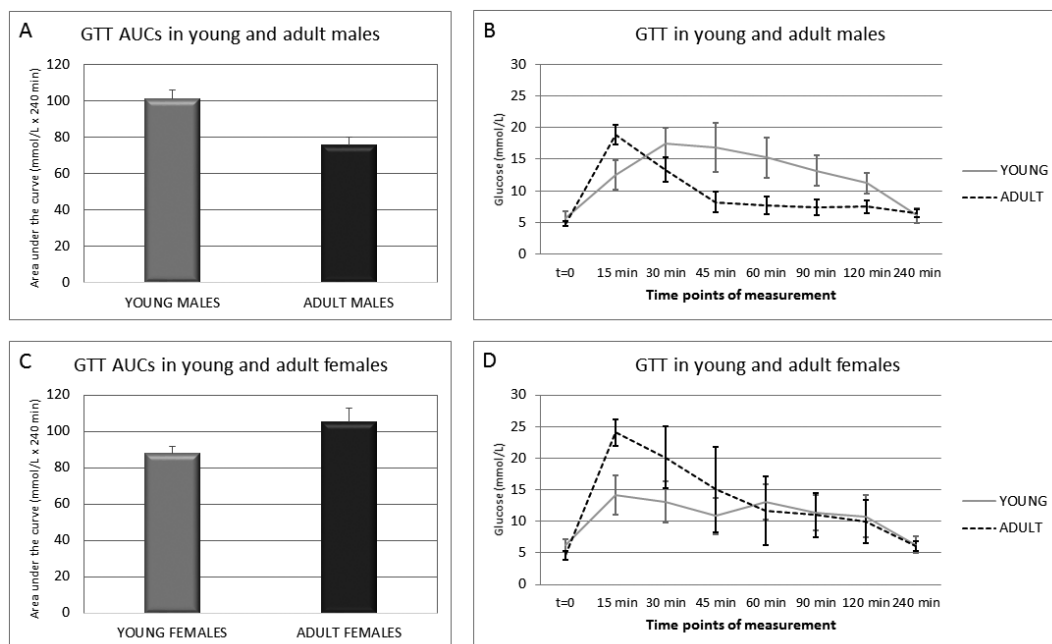 A
GTT AUCs in young and adult males
Area under the curve (mmol/L x 240 min)
120
100
80
60
40
20
0
YOUNG MALES
ADULT MALES
B
GTT in young and adult males
Glucose (mmol/L)
30
25
20
15
10
5
0
t=0
15 min
30 min
45 min
60 min
90 min
120 min
240 min
Time points of measurement
YOUNG
ADULT
C
GTT AUCs in young and adult females
Area under the curve (mmol/L x 240 min)
120
100
80
60
40
20
0
YOUNG FEMALES
ADULT FEMALES
D
GTT in young and adult females
Glucose (mmol/L)
30
25
20
15
10
5
0
t=0
15 min
30 min
45 min
60 min
90 min
120 min
240 min
Time points of measurement
YOUNG
ADULT